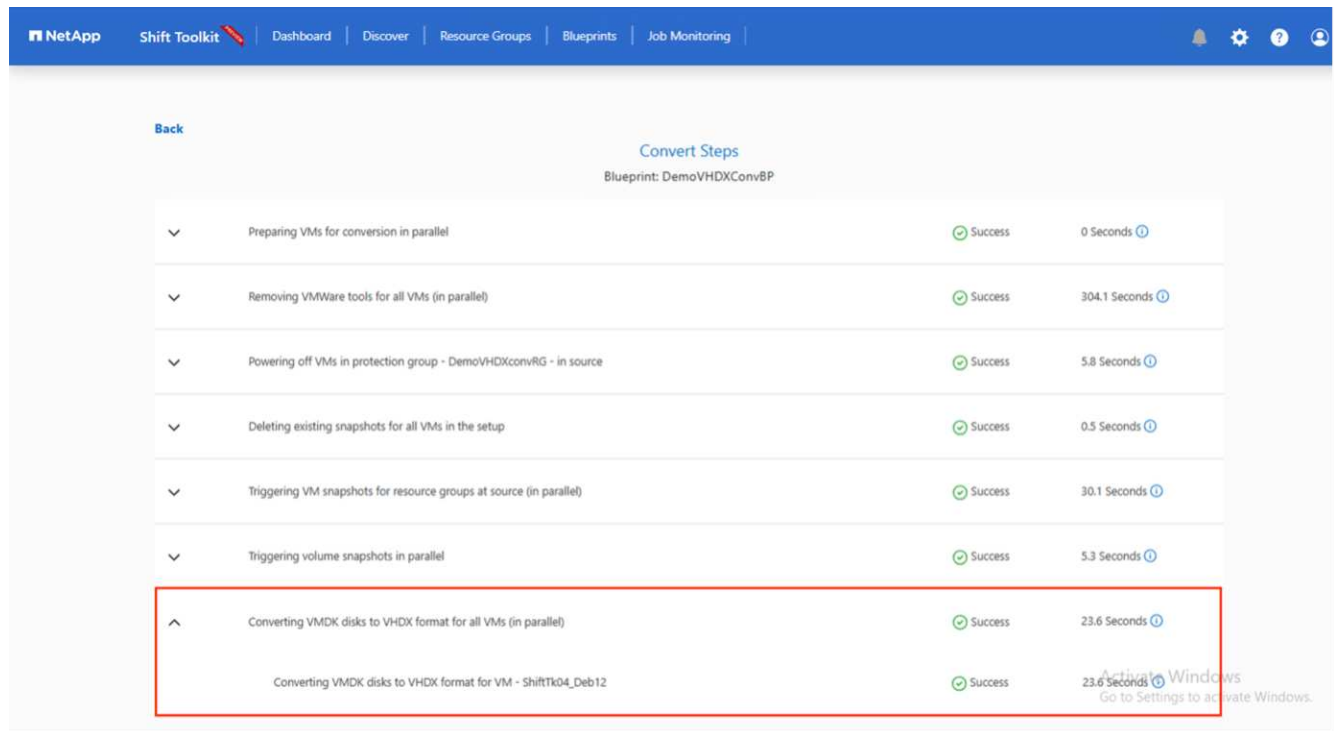 NetApp Shift Toolkit Dashboard Discover Resource Groups Blueprints Job Monitoring
Back
Convert Steps
Blueprint: DemoVHDXConvBP
Preparing VMs for conversion in parallel Success 0 Seconds
Removing VMWare tools for all VMs (in parallel) Success 304.1 Seconds
Powering off VMs in protection group - DemoVHDXconvRG - in source Success 5.8 Seconds
Deleting existing snapshots for all VMs in the setup Success 0.5 Seconds
Triggering VM snapshots for resource groups at source (in parallel) Success 30.1 Seconds
Triggering volume snapshots in parallel Success 5.3 Seconds
Converting VMDK disks to VHDX format for all VMs (in parallel) Success 23.6 Seconds
Converting VMDK disks to VHDX format for VM - ShiftTk04_Deb12 Success 23.6 Seconds
Activate Windows
Go to Settings to activate Windows.